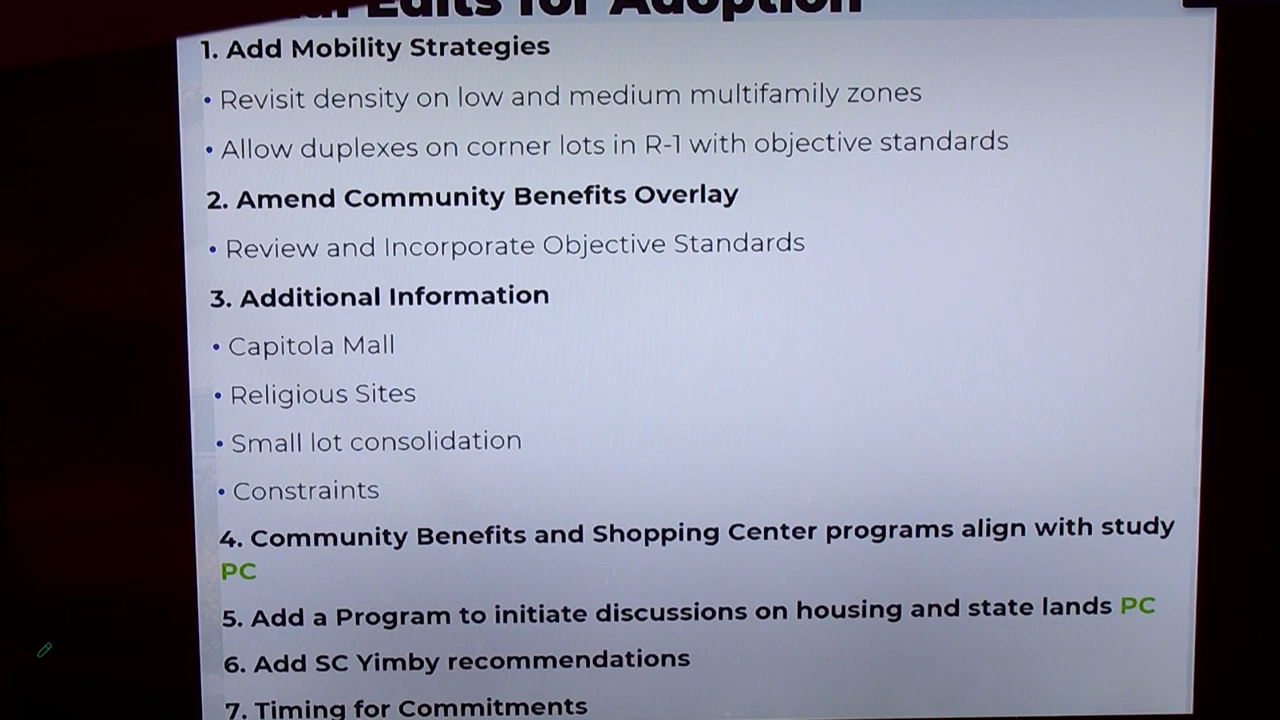 Edits for Adoption
1. Add Mobility Strategies
• Revisit density on low and medium multifamily zones
• Allow duplexes on corner lots in R-1 with objective standards
2. Amend Community Benefits Overlay
• Review and Incorporate Objective Standards
3. Additional Information
• Capitola Mall
• Religious Sites
• Small lot consolidation
• Constraints
4. Community Benefits and Shopping Center programs align with study
PC
5. Add a Program to initiate discussions on housing and state lands PC
6. Add SC Yimby recommendations
7. Timing for Commitments